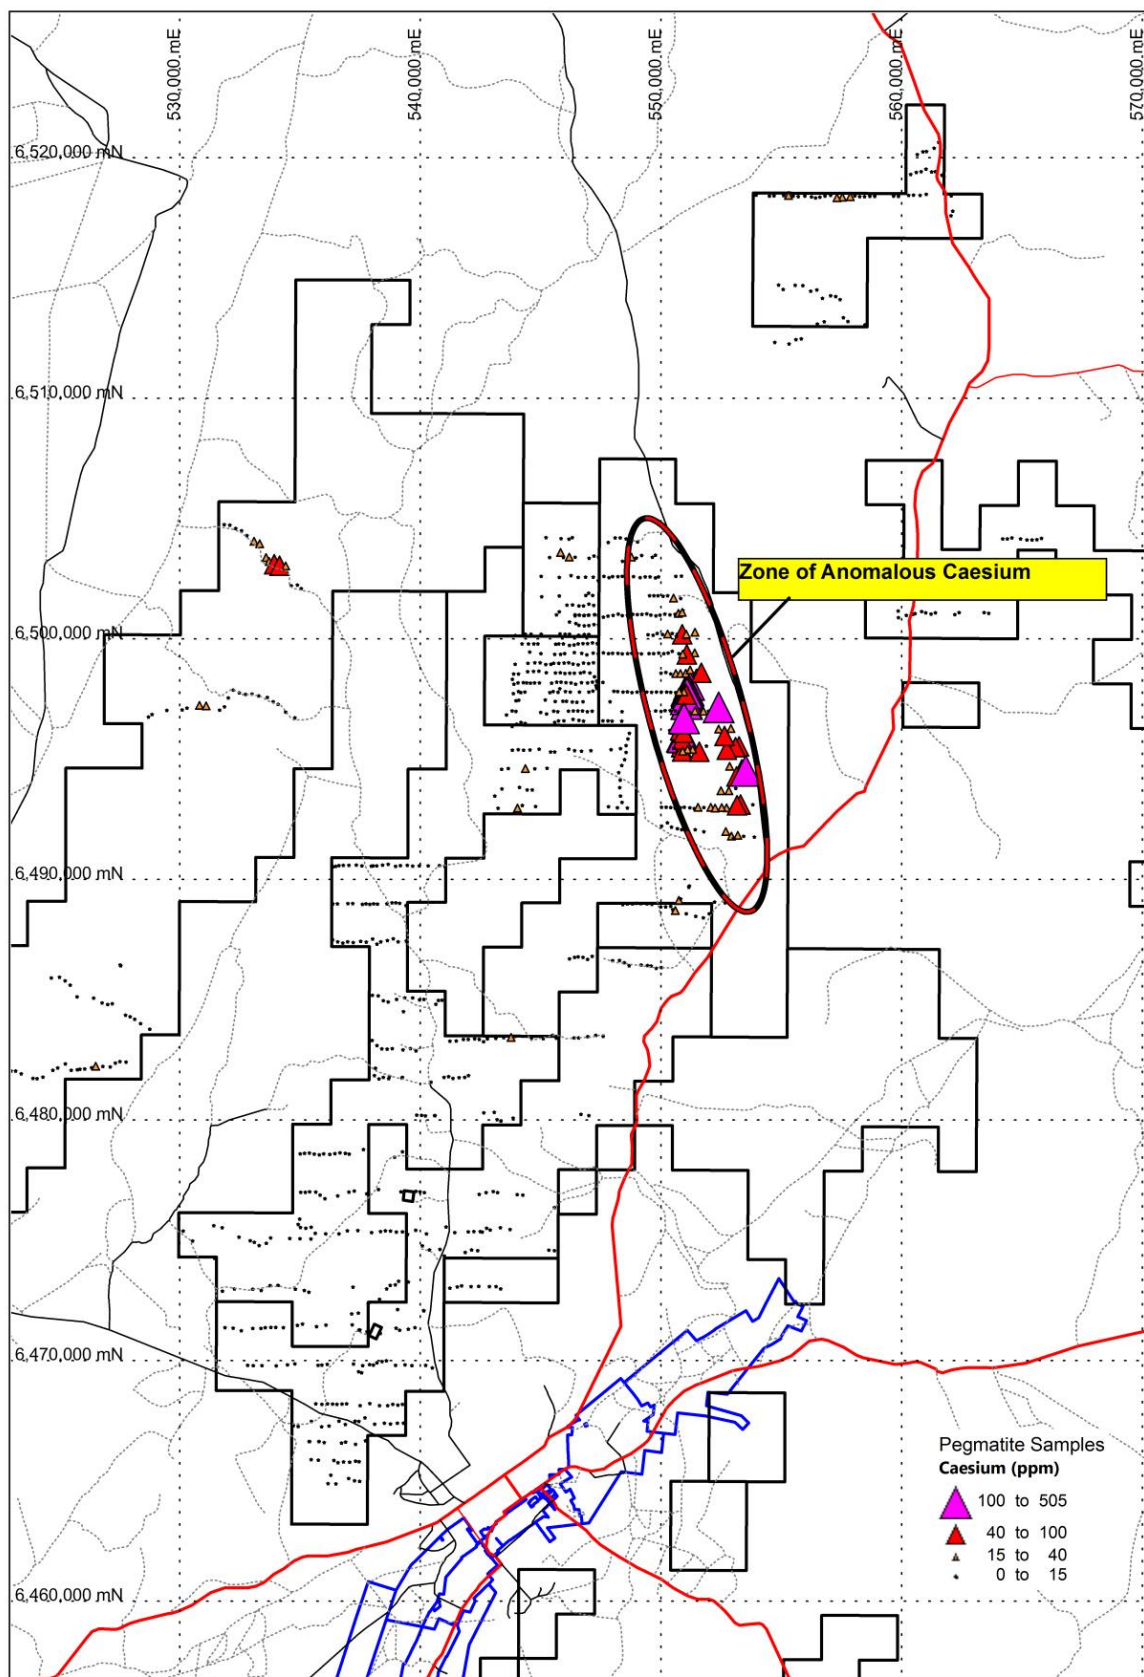 530,000 mE
540,000 mE
550,000 mE
560,000 mE
570,000 mE
6,520,000 mN
6,510,000 mN
Zone of Anomalous Caesium
6,500,000 mN
6,490,000 mN
6,480,000 mN
6,470,000 mN
Pegmatite Samples
Caesium (ppm)
100 to 505
40 to 100
15 to 40
0 to 15
6,460,000 mN